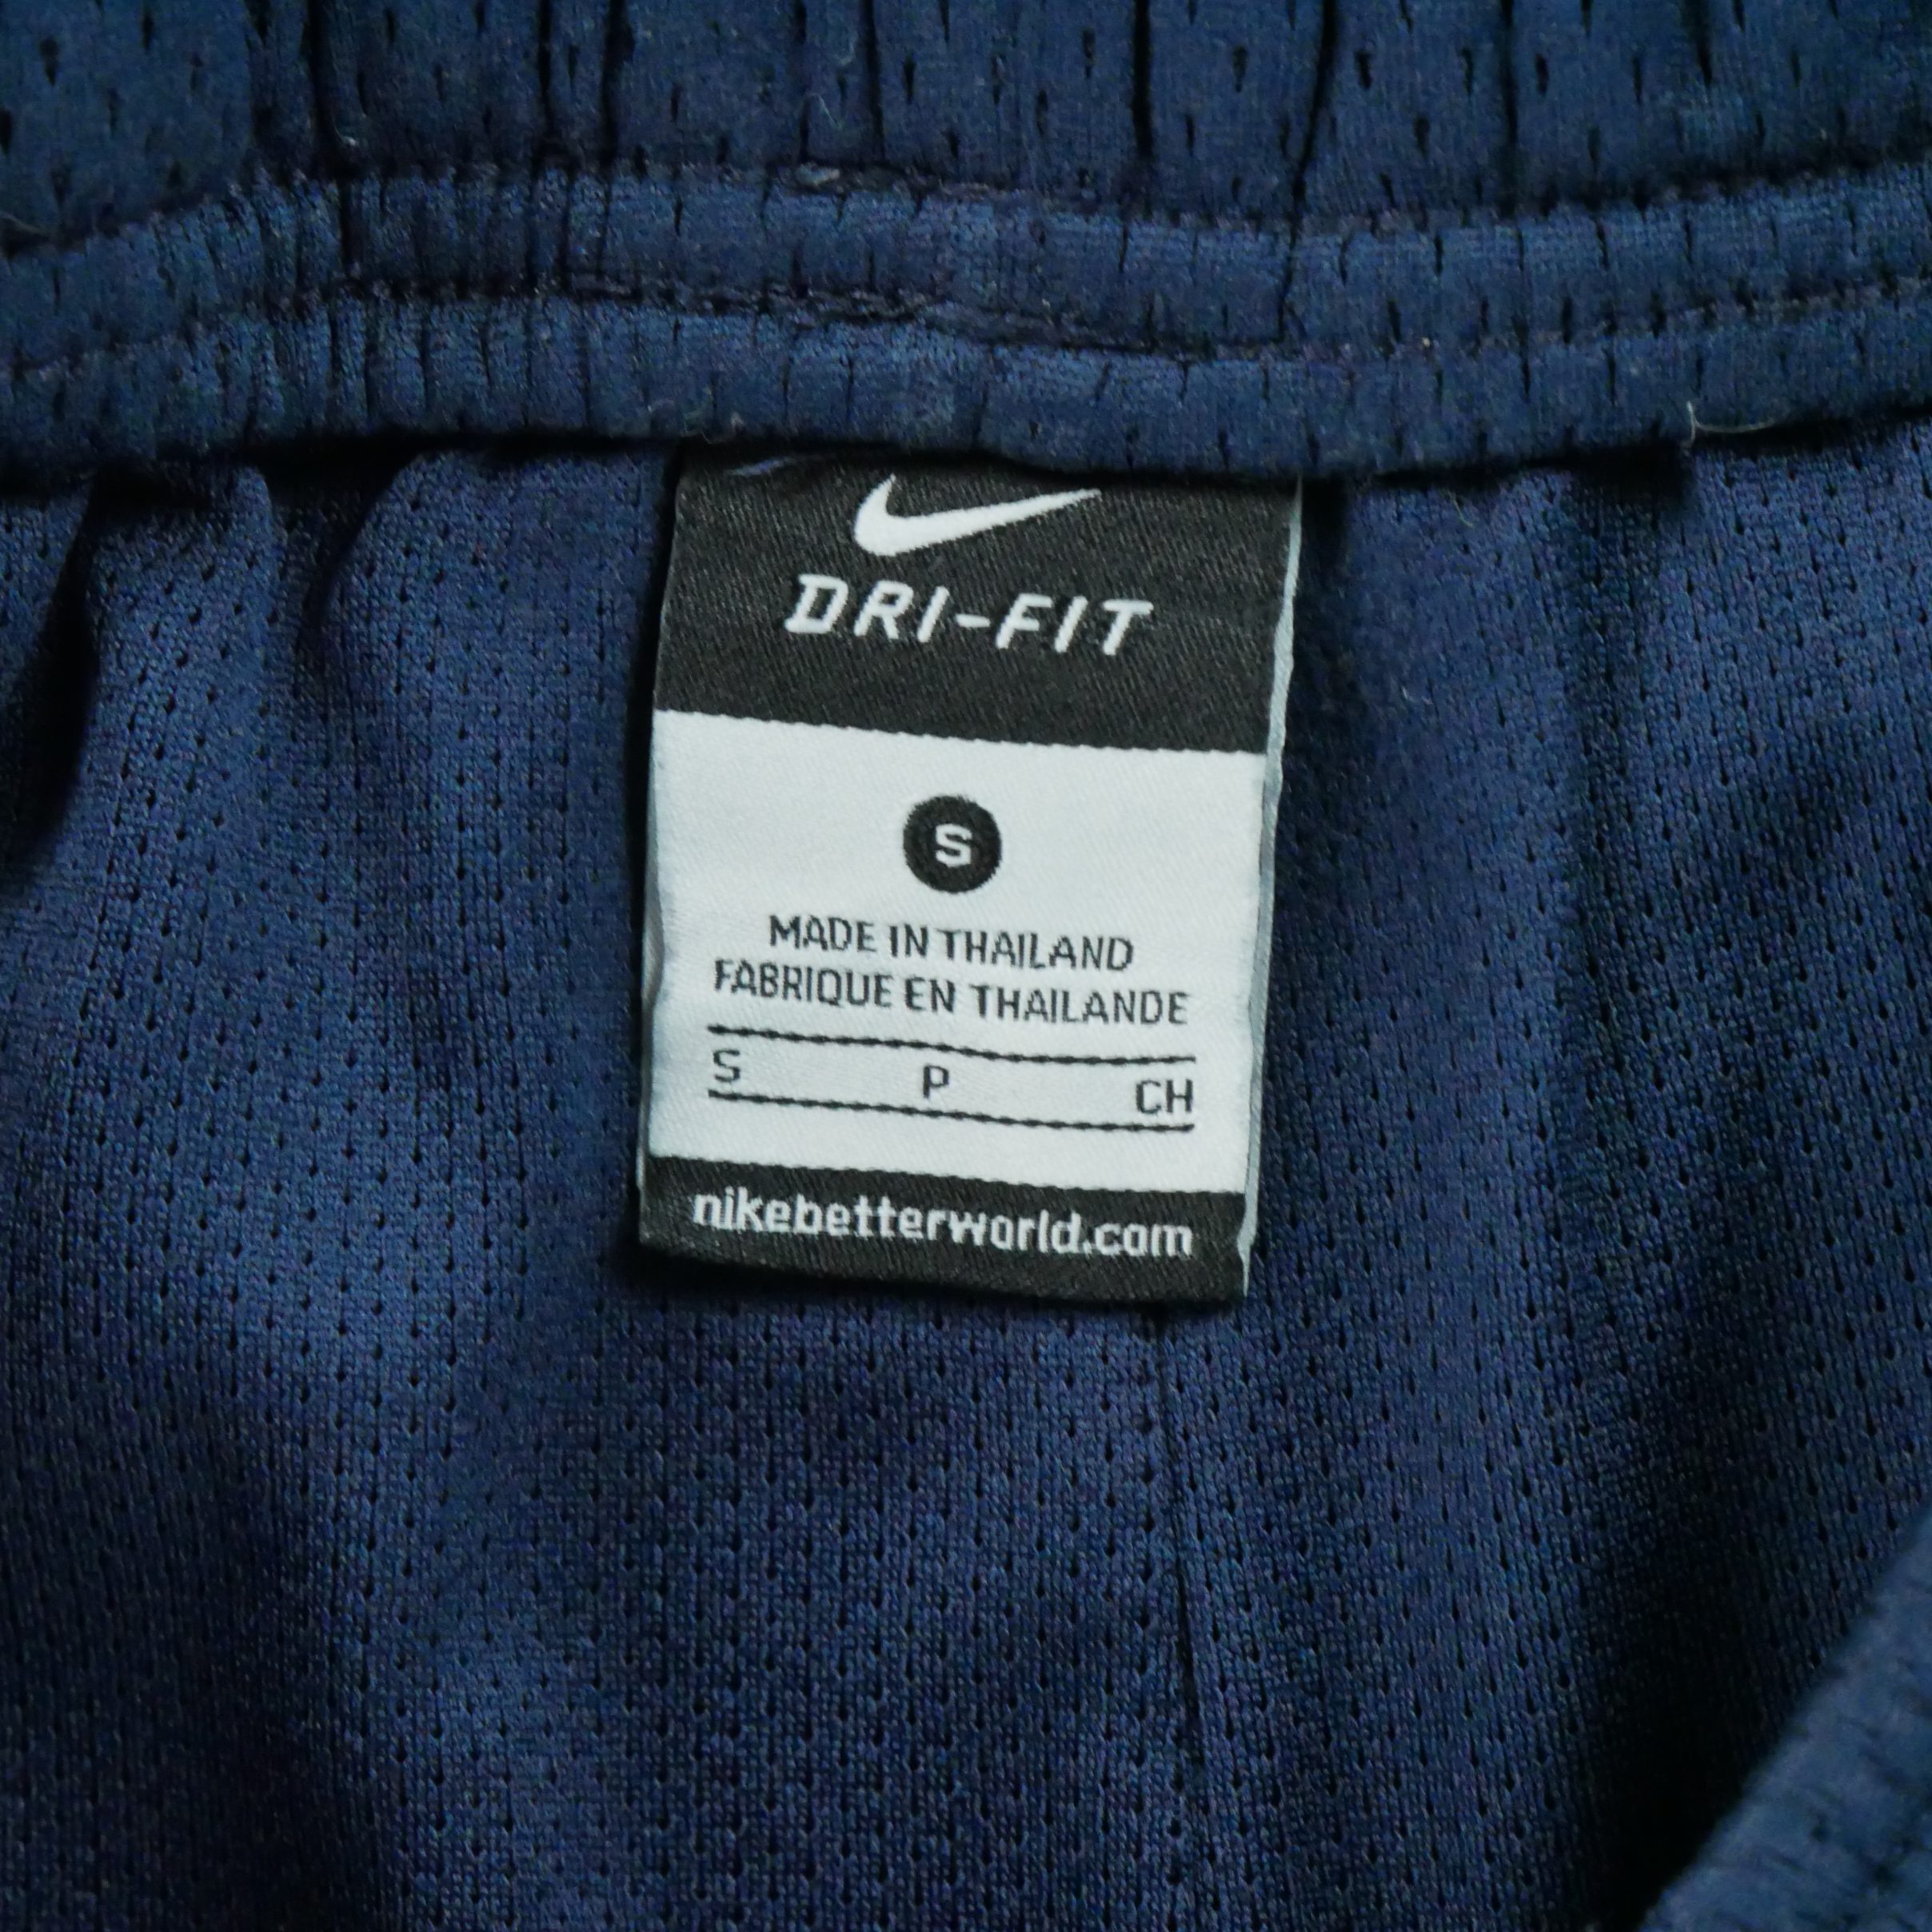 DRI-FIT
S
MADE IN THAILAND
FABRIQUE EN THAILANDE
S P CH
nikebetterworld.com